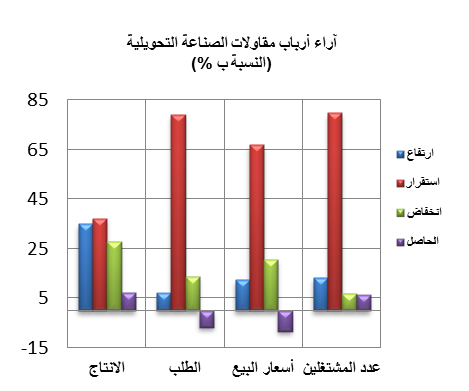 آراء أرباب مقاولات الصناعة التحويلية
(النسبة ب %)
85
65
45
25
5
-15
ارتفاع
استقرار
انخفاض
الحاصل
الانتاج
الطلب
أسعار البيع
عدد المشتغلين